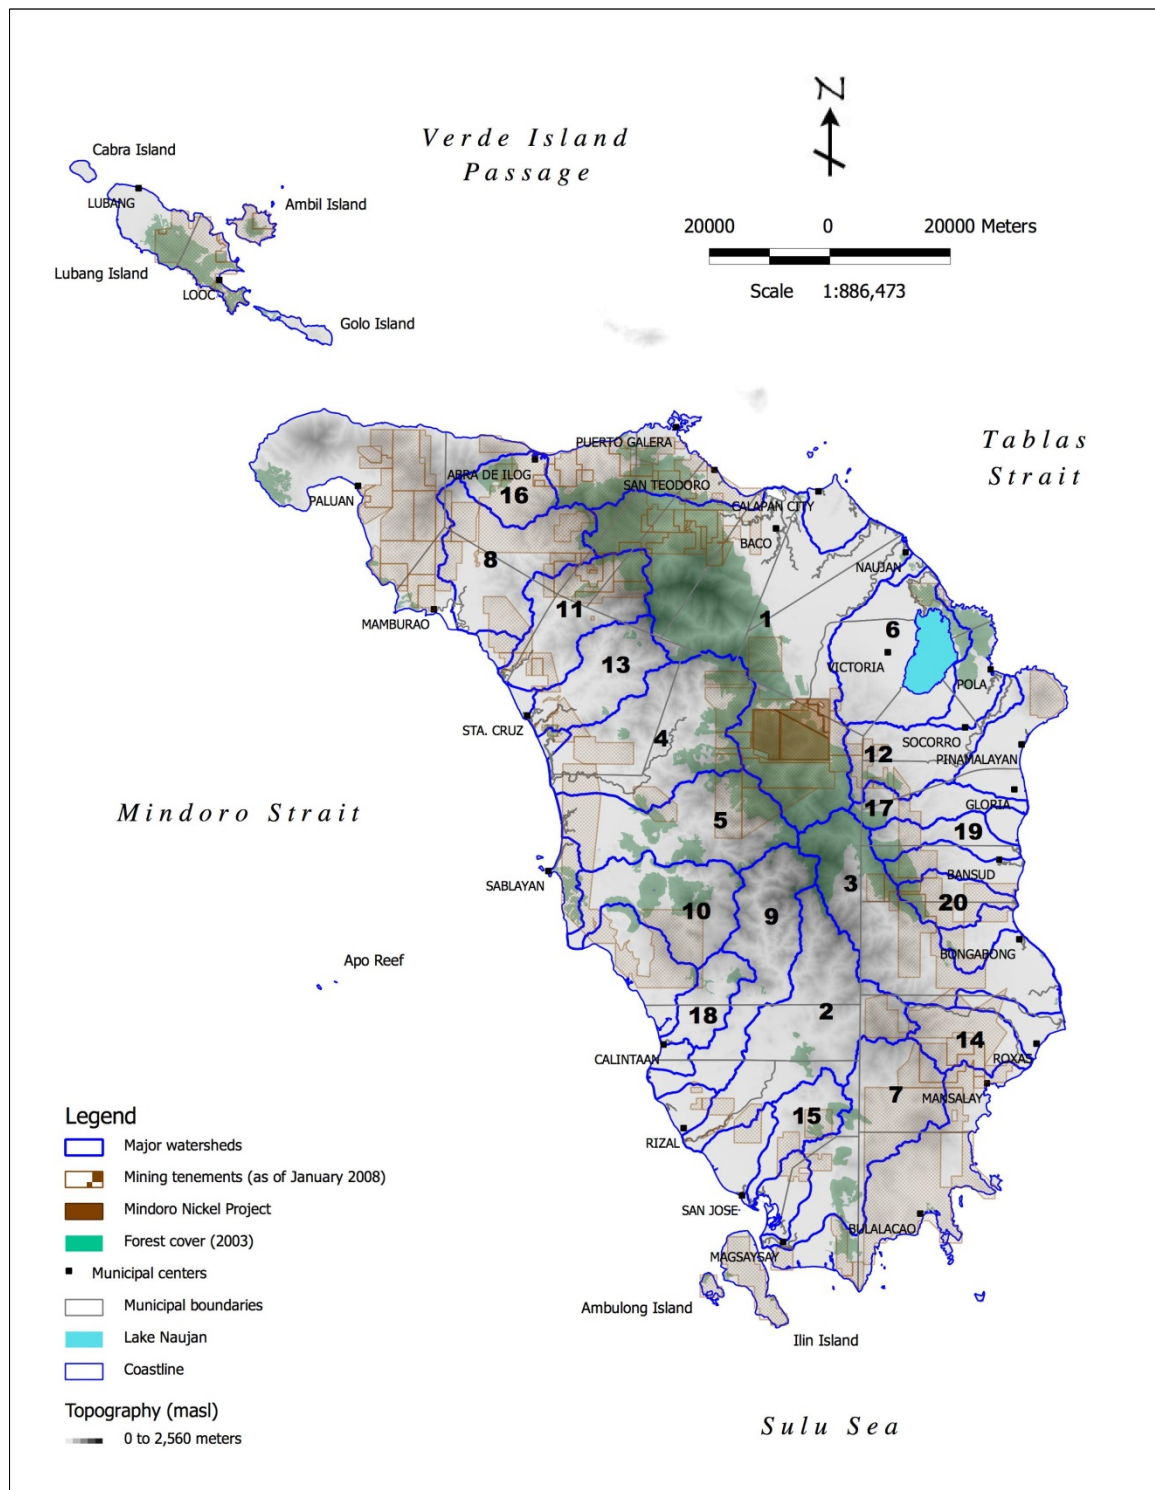 Verde Island
Passage
Cabra Island
LUBANG
Ambil Island
Lubang Island
LOOC
Golo Island
N
20000 0 20000 Meters
Scale 1:886,473
Tablas
Strait
PUERTO GALERA
ABRA DE ILOG
SAN TEODORO
PALUAN
16
CALAPAN CITY
BACO
8
NAUJAN
11
1
MAMBURAO
6
13
VICTORIA
POLA
STA. CRUZ
4
SOCORRO
12
PINAMALAYAN
Mindoro Strait
5
17
GLORIA
19
SABLAYAN
3
BANSUD
10
9
20
BONGABONG
Apo Reef
18
2
14
CALINTAAN
ROXAS
7
MANSALAY
15
RIZAL
SAN JOSE
BULALACAO
MAGSAYSAY
Ambulong Island
Ilin Island
Sulu Sea
Legend
Major watersheds
Mining tenements (as of January 2008)
Mindoro Nickel Project
Forest cover (2003)
Municipal centers
Municipal boundaries
Lake Naujan
Coastline
Topography (masl)
0 to 2,560 meters